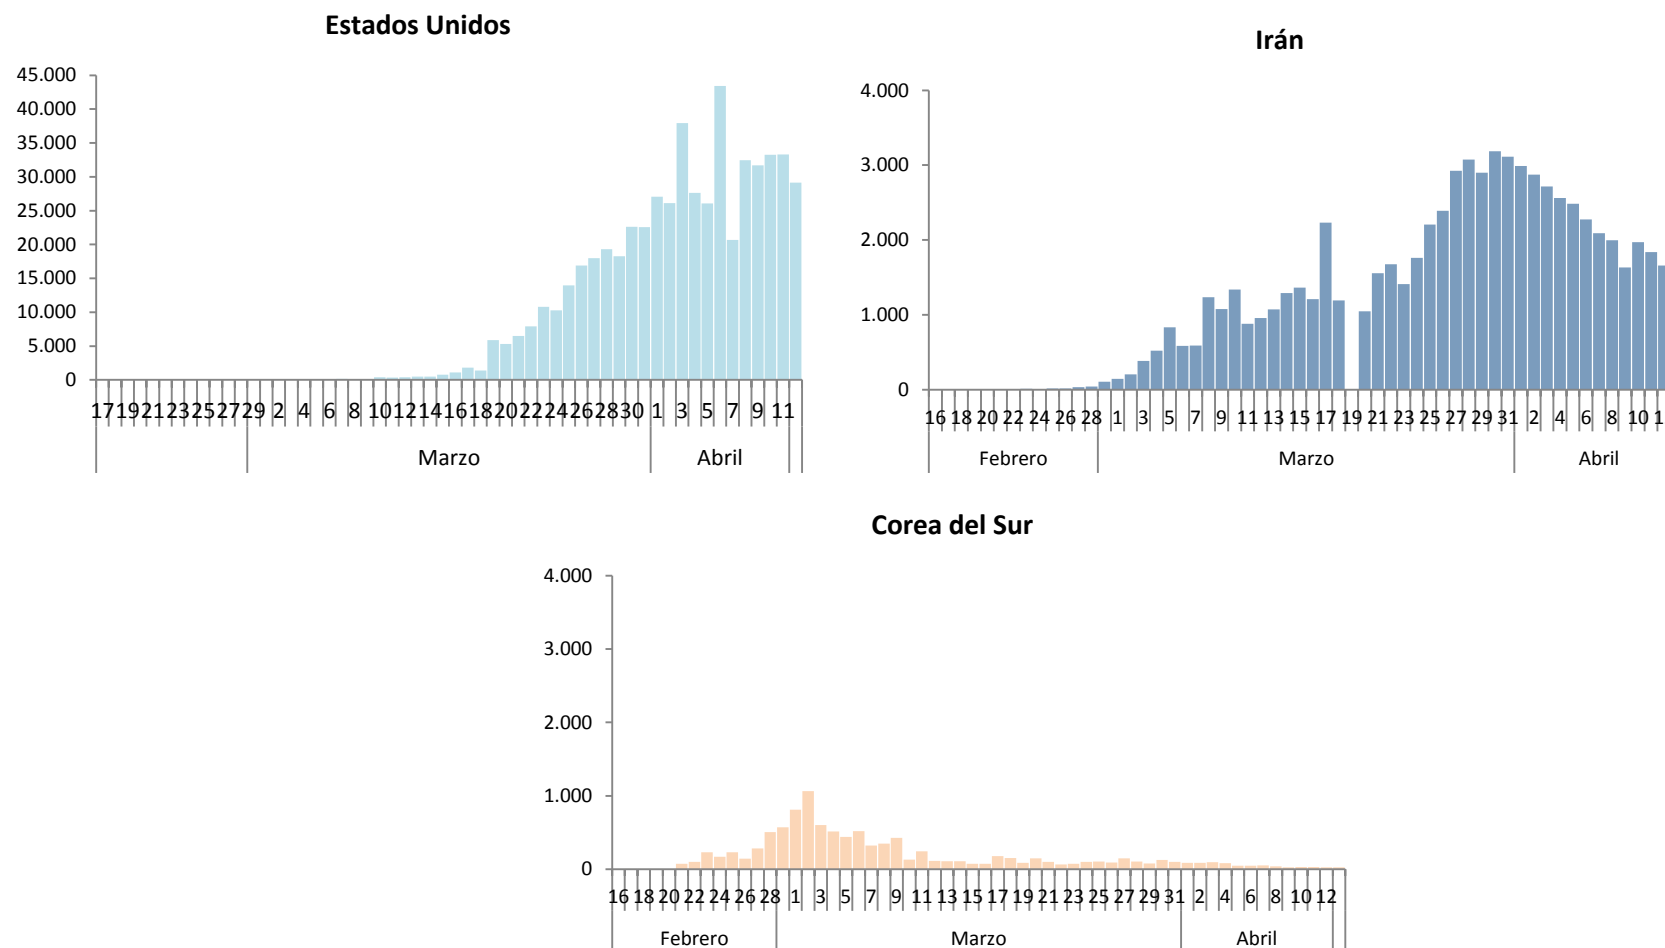 Estados Unidos
45.000
40.000
35.000
30.000
25.000
20.000
15.000
10.000
5.000
0
17 19 21 23 25 27 29 2 4 6 8 10 12 14 16 18 20 22 24 26 28 30 1 3 5 7 9 11
Marzo Abril
Irán
4.000
3.000
2.000
1.000
0
16 18 20 22 24 26 28 1 3 5 7 9 11 13 15 17 19 21 23 25 27 29 31 2 4 6 8 10 1
Febrero Marzo Abril
Corea del Sur
4.000
3.000
2.000
1.000
0
16 18 20 22 24 26 28 1 3 5 7 9 11 13 15 17 19 21 23 25 27 29 31 2 4 6 8 10 12
Febrero Marzo Abril